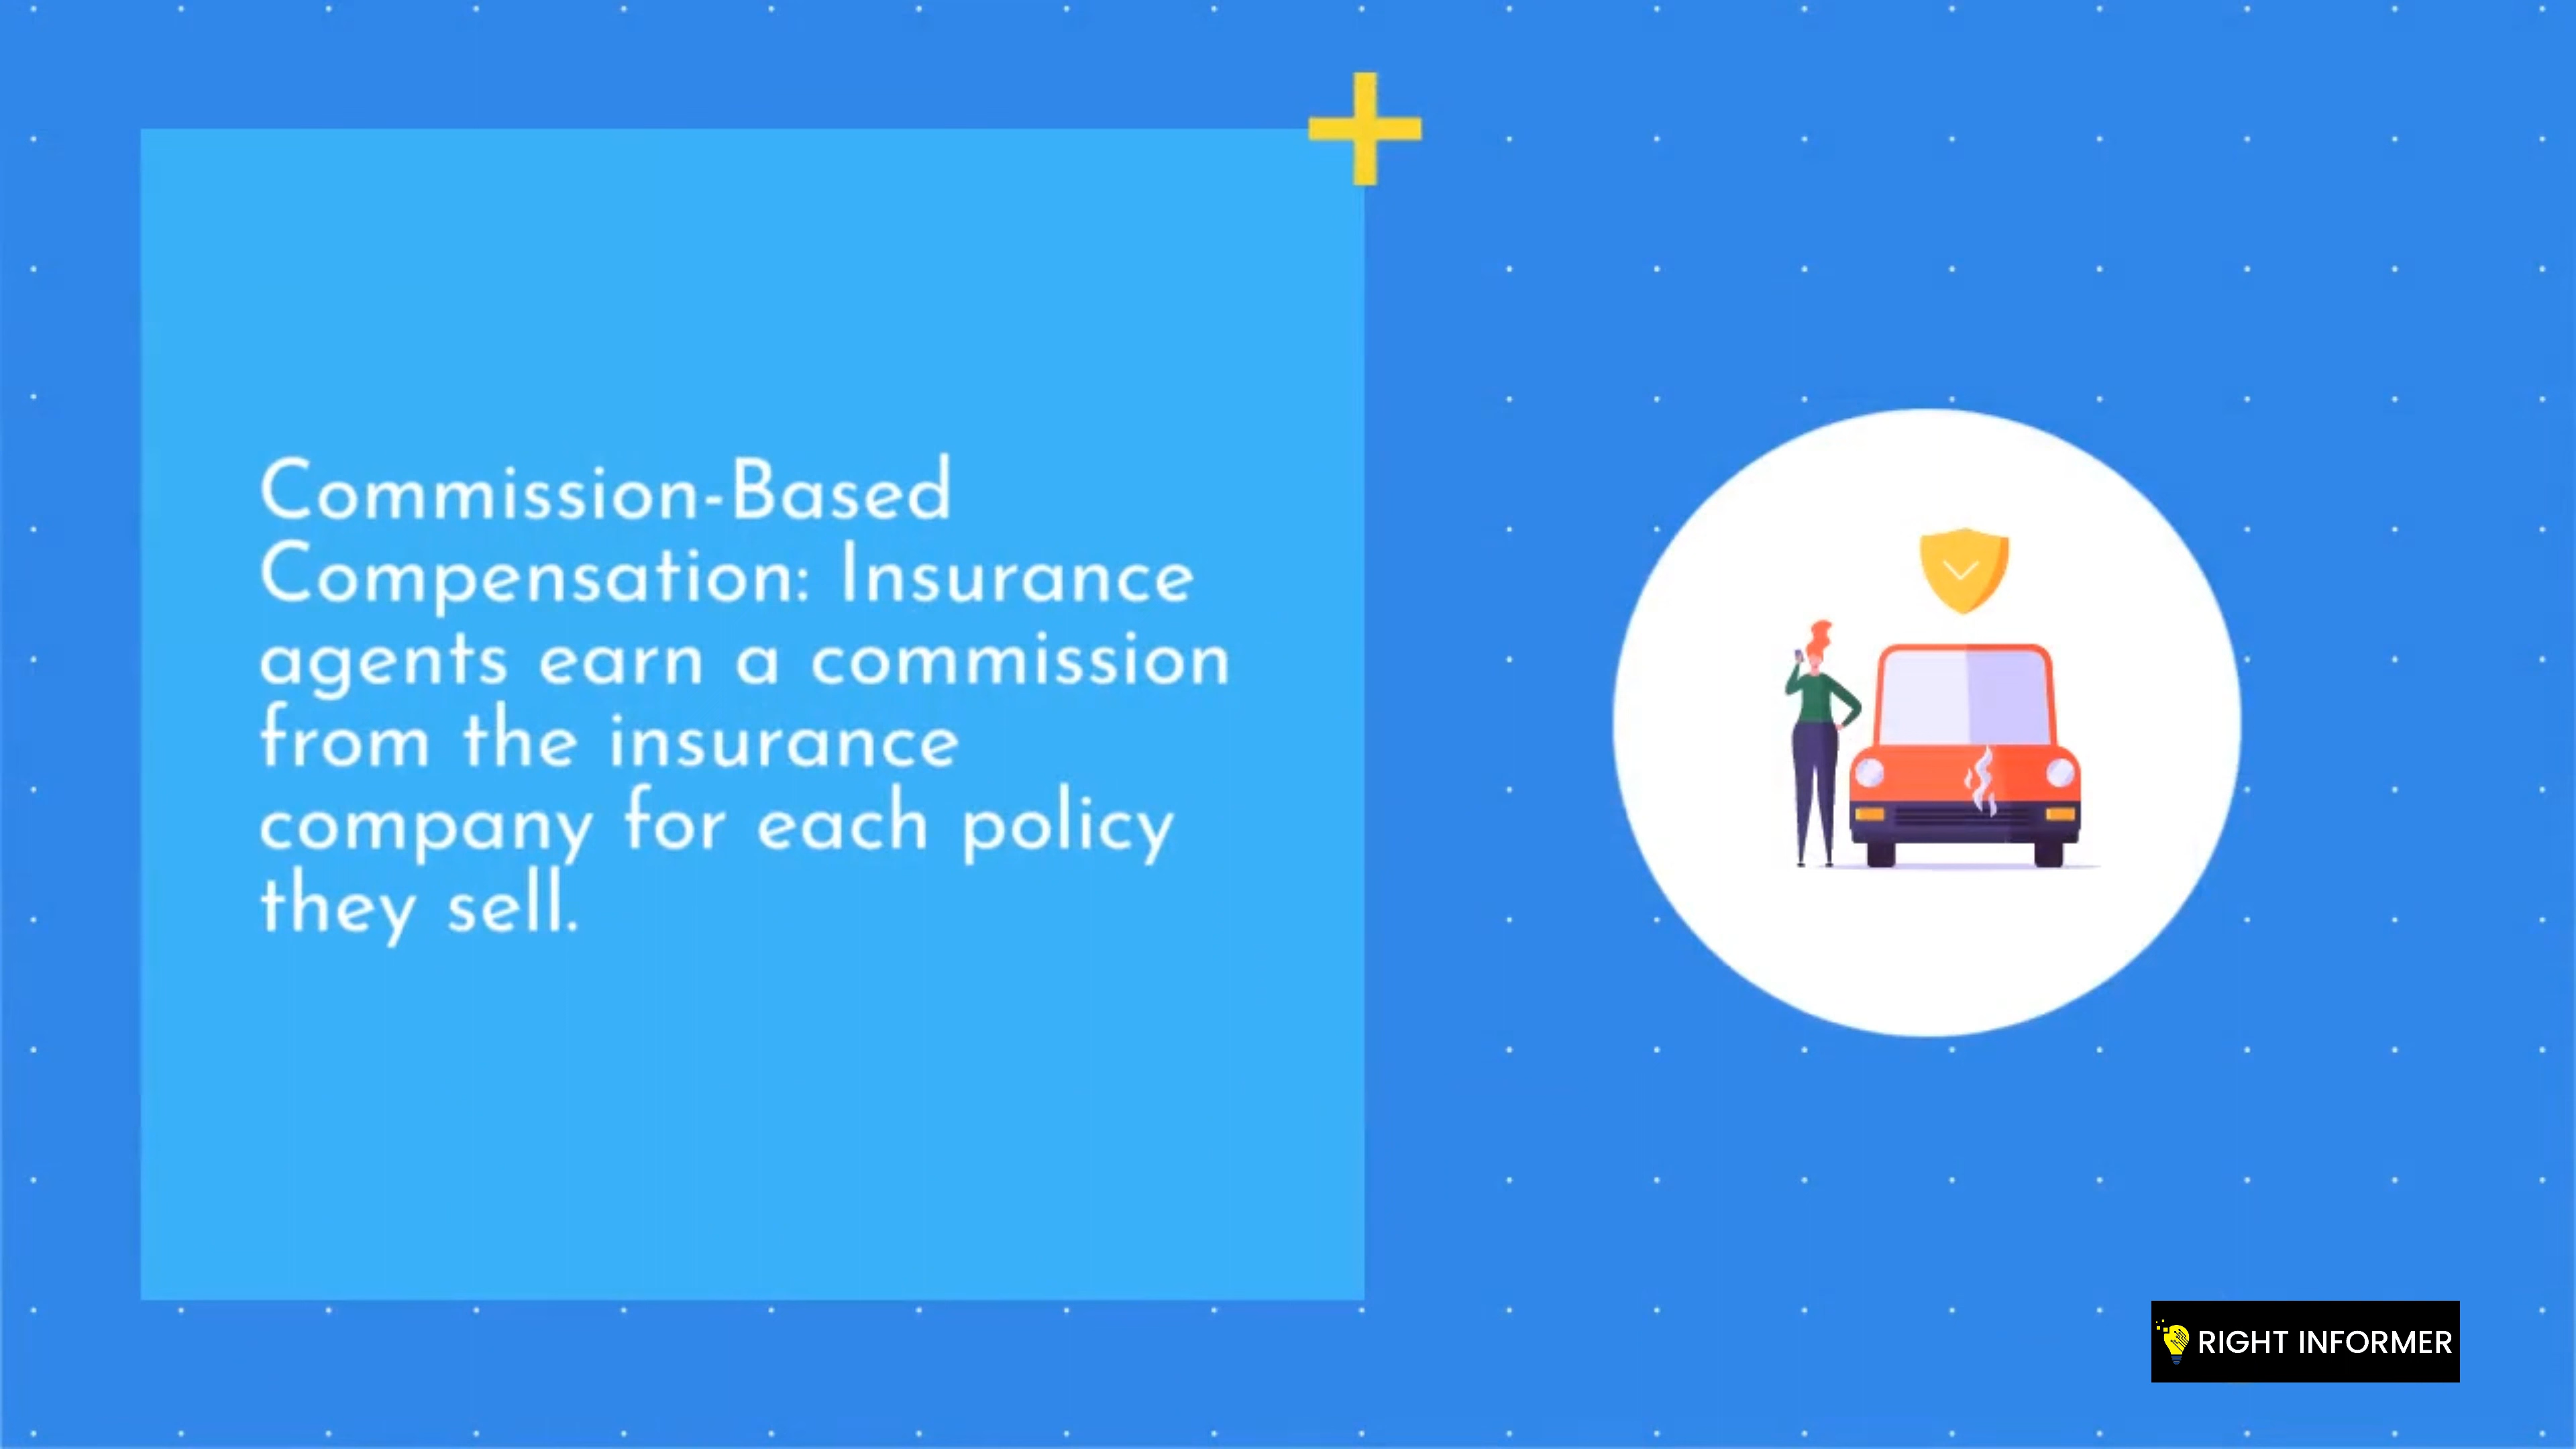 Commission-Based
Compensation: Insurance
agents earn a commission
from the insurance
company for each policy
they sell.
RIGHT INFORMER